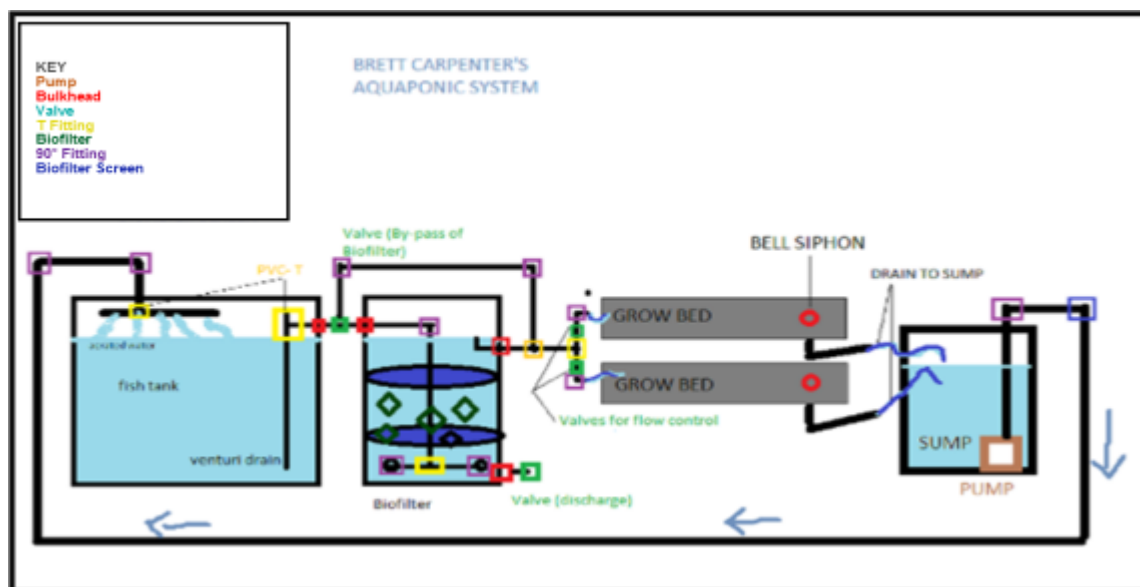 KEY
Pump
Bulkhead
Valve
T Fitting
Biofilter
90° Fitting
Biofilter Screen
BRETT CARPENTER'S
AQUAPONIC SYSTEM
Valve (By-pass of
Biofilter)
PVC-T
BELL SIPHON
DRAIN TO SUMP
GROW BED
GROW BED
aerated water
fish tank
venturi drain
Valves for flow control
Biofilter
Valve (discharge)
SUMP
PUMP